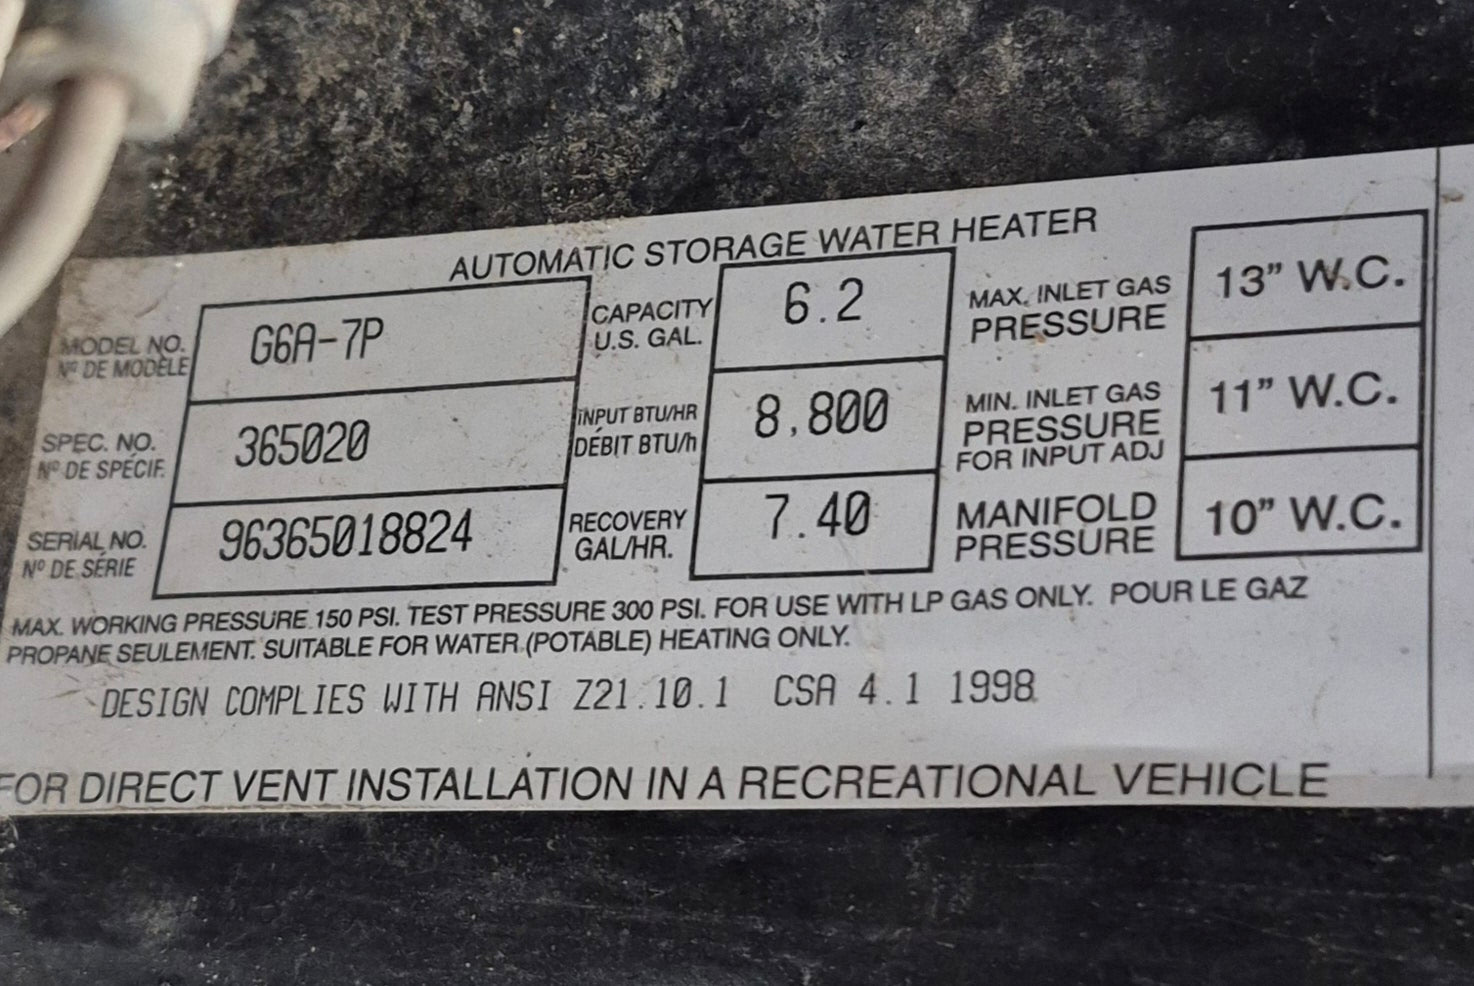 AUTOMATIC STORAGE WATER HEATER
MODEL NO.
Nº DE MODÈLE
G6A-7P
CAPACITY
U.S. GAL.
6.2
MAX. INLET GAS
PRESSURE
13” W.C.
SPEC. NO.
Nº DE SPÉCIF.
365020
INPUT BTU/HR
DÉBIT BTU/h
8,800
MIN. INLET GAS
PRESSURE
FOR INPUT ADJ
11” W.C.
SERIAL NO.
Nº DE SÉRIE
96365018824
RECOVERY
GAL/HR.
7.40
MANIFOLD
PRESSURE
10” W.C.
MAX. WORKING PRESSURE 150 PSI. TEST PRESSURE 300 PSI. FOR USE WITH LP GAS ONLY. POUR LE GAZ
PROPANE SEULEMENT. SUITABLE FOR WATER (POTABLE) HEATING ONLY.
DESIGN COMPLIES WITH ANSI Z21.10.1 CSA 4.1 1998
FOR DIRECT VENT INSTALLATION IN A RECREATIONAL VEHICLE